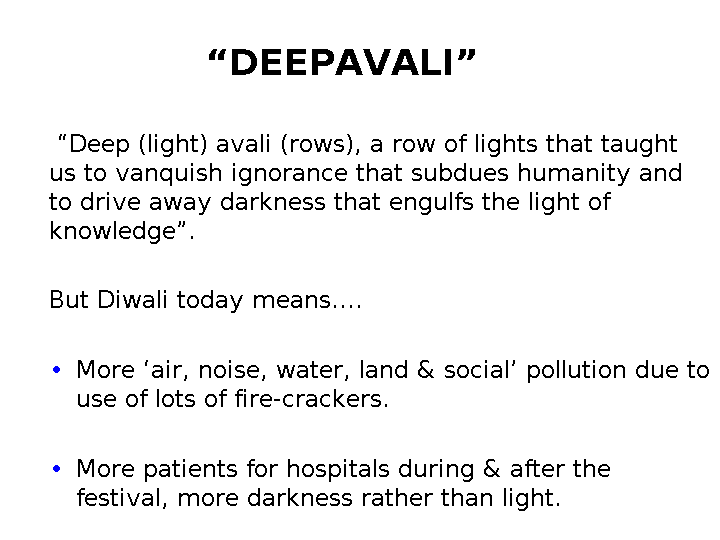 “DEEPAVALI”
“Deep (light) avali (rows), a row of lights that taught
us to vanquish ignorance that subdues humanity and
to drive away darkness that engulfs the light of
knowledge”.
But Diwali today means….
• More ‘air, noise, water, land & social’ pollution due to
use of lots of fire-crackers.
• More patients for hospitals during & after the
festival, more darkness rather than light.